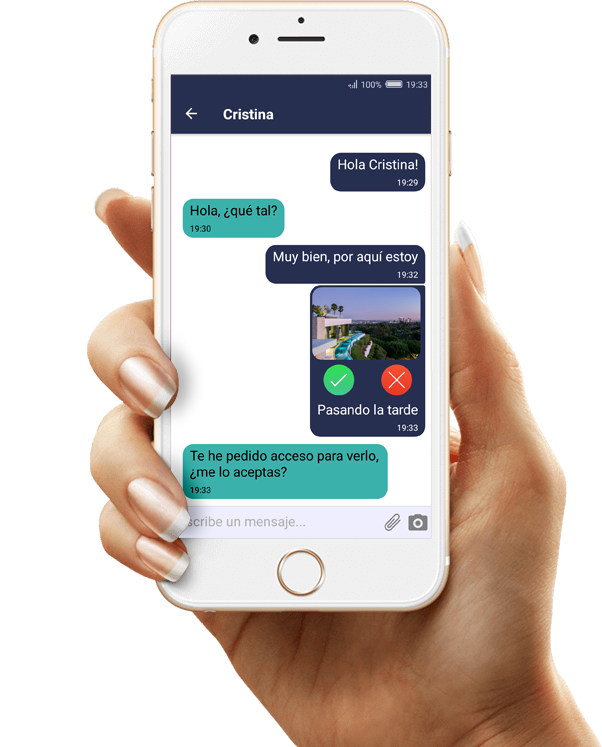 100% 19:33
Cristina
Hola Cristina!
19:29
Hola, ¿qué tal?
19:30
Muy bien, por aquí estoy
19:32
Pasando la tarde
19:33
Te he pedido acceso para verlo,
¿me lo aceptas?
19:33
scribe un mensaje...